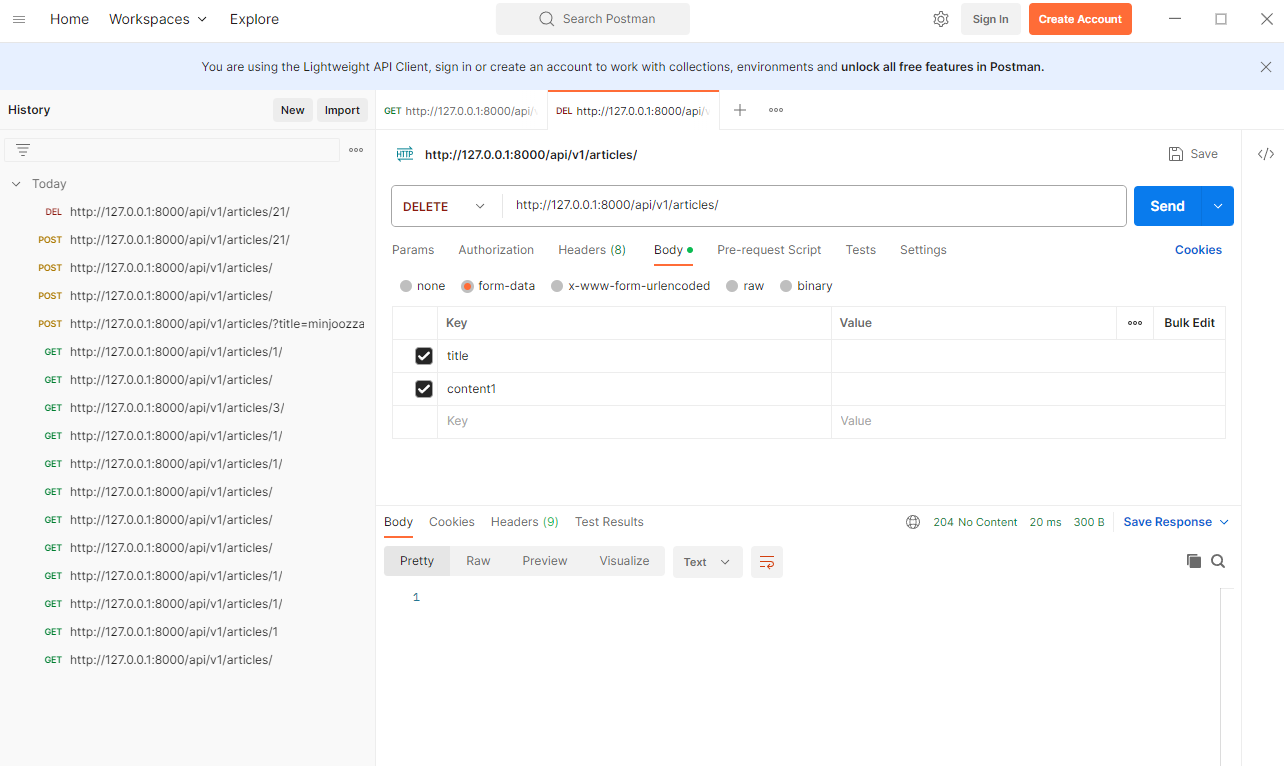 Home Workspaces Explore Search Postman Sign In Create Account
You are using the Lightweight API Client, sign in or create an account to work with collections, environments and unlock all free features in Postman.
History New Import
GET http://127.0.0.1:8000/api/v
DEL http://127.0.0.1:8000/api/v
Today
DEL http://127.0.0.1:8000/api/v1/articles/21/
POST http://127.0.0.1:8000/api/v1/articles/21/
POST http://127.0.0.1:8000/api/v1/articles/
POST http://127.0.0.1:8000/api/v1/articles/
POST http://127.0.0.1:8000/api/v1/articles/?title=minjoozza
GET http://127.0.0.1:8000/api/v1/articles/1/
GET http://127.0.0.1:8000/api/v1/articles/
GET http://127.0.0.1:8000/api/v1/articles/3/
GET http://127.0.0.1:8000/api/v1/articles/1/
GET http://127.0.0.1:8000/api/v1/articles/1/
GET http://127.0.0.1:8000/api/v1/articles/
GET http://127.0.0.1:8000/api/v1/articles/
GET http://127.0.0.1:8000/api/v1/articles/
GET http://127.0.0.1:8000/api/v1/articles/1/
GET http://127.0.0.1:8000/api/v1/articles/1/
GET http://127.0.0.1:8000/api/v1/articles/1
GET http://127.0.0.1:8000/api/v1/articles/
HTTP http://127.0.0.1:8000/api/v1/articles/ Save </>
DELETE http://127.0.0.1:8000/api/v1/articles/ Send
Params Authorization Headers (8) Body Pre-request Script Tests Settings Cookies
none form-data x-www-form-urlencoded raw binary
Key Value Bulk Edit
title
content1
Key Value
Body Cookies Headers (9) Test Results 204 No Content 20 ms 300 B Save Response
Pretty Raw Preview Visualize Text
1